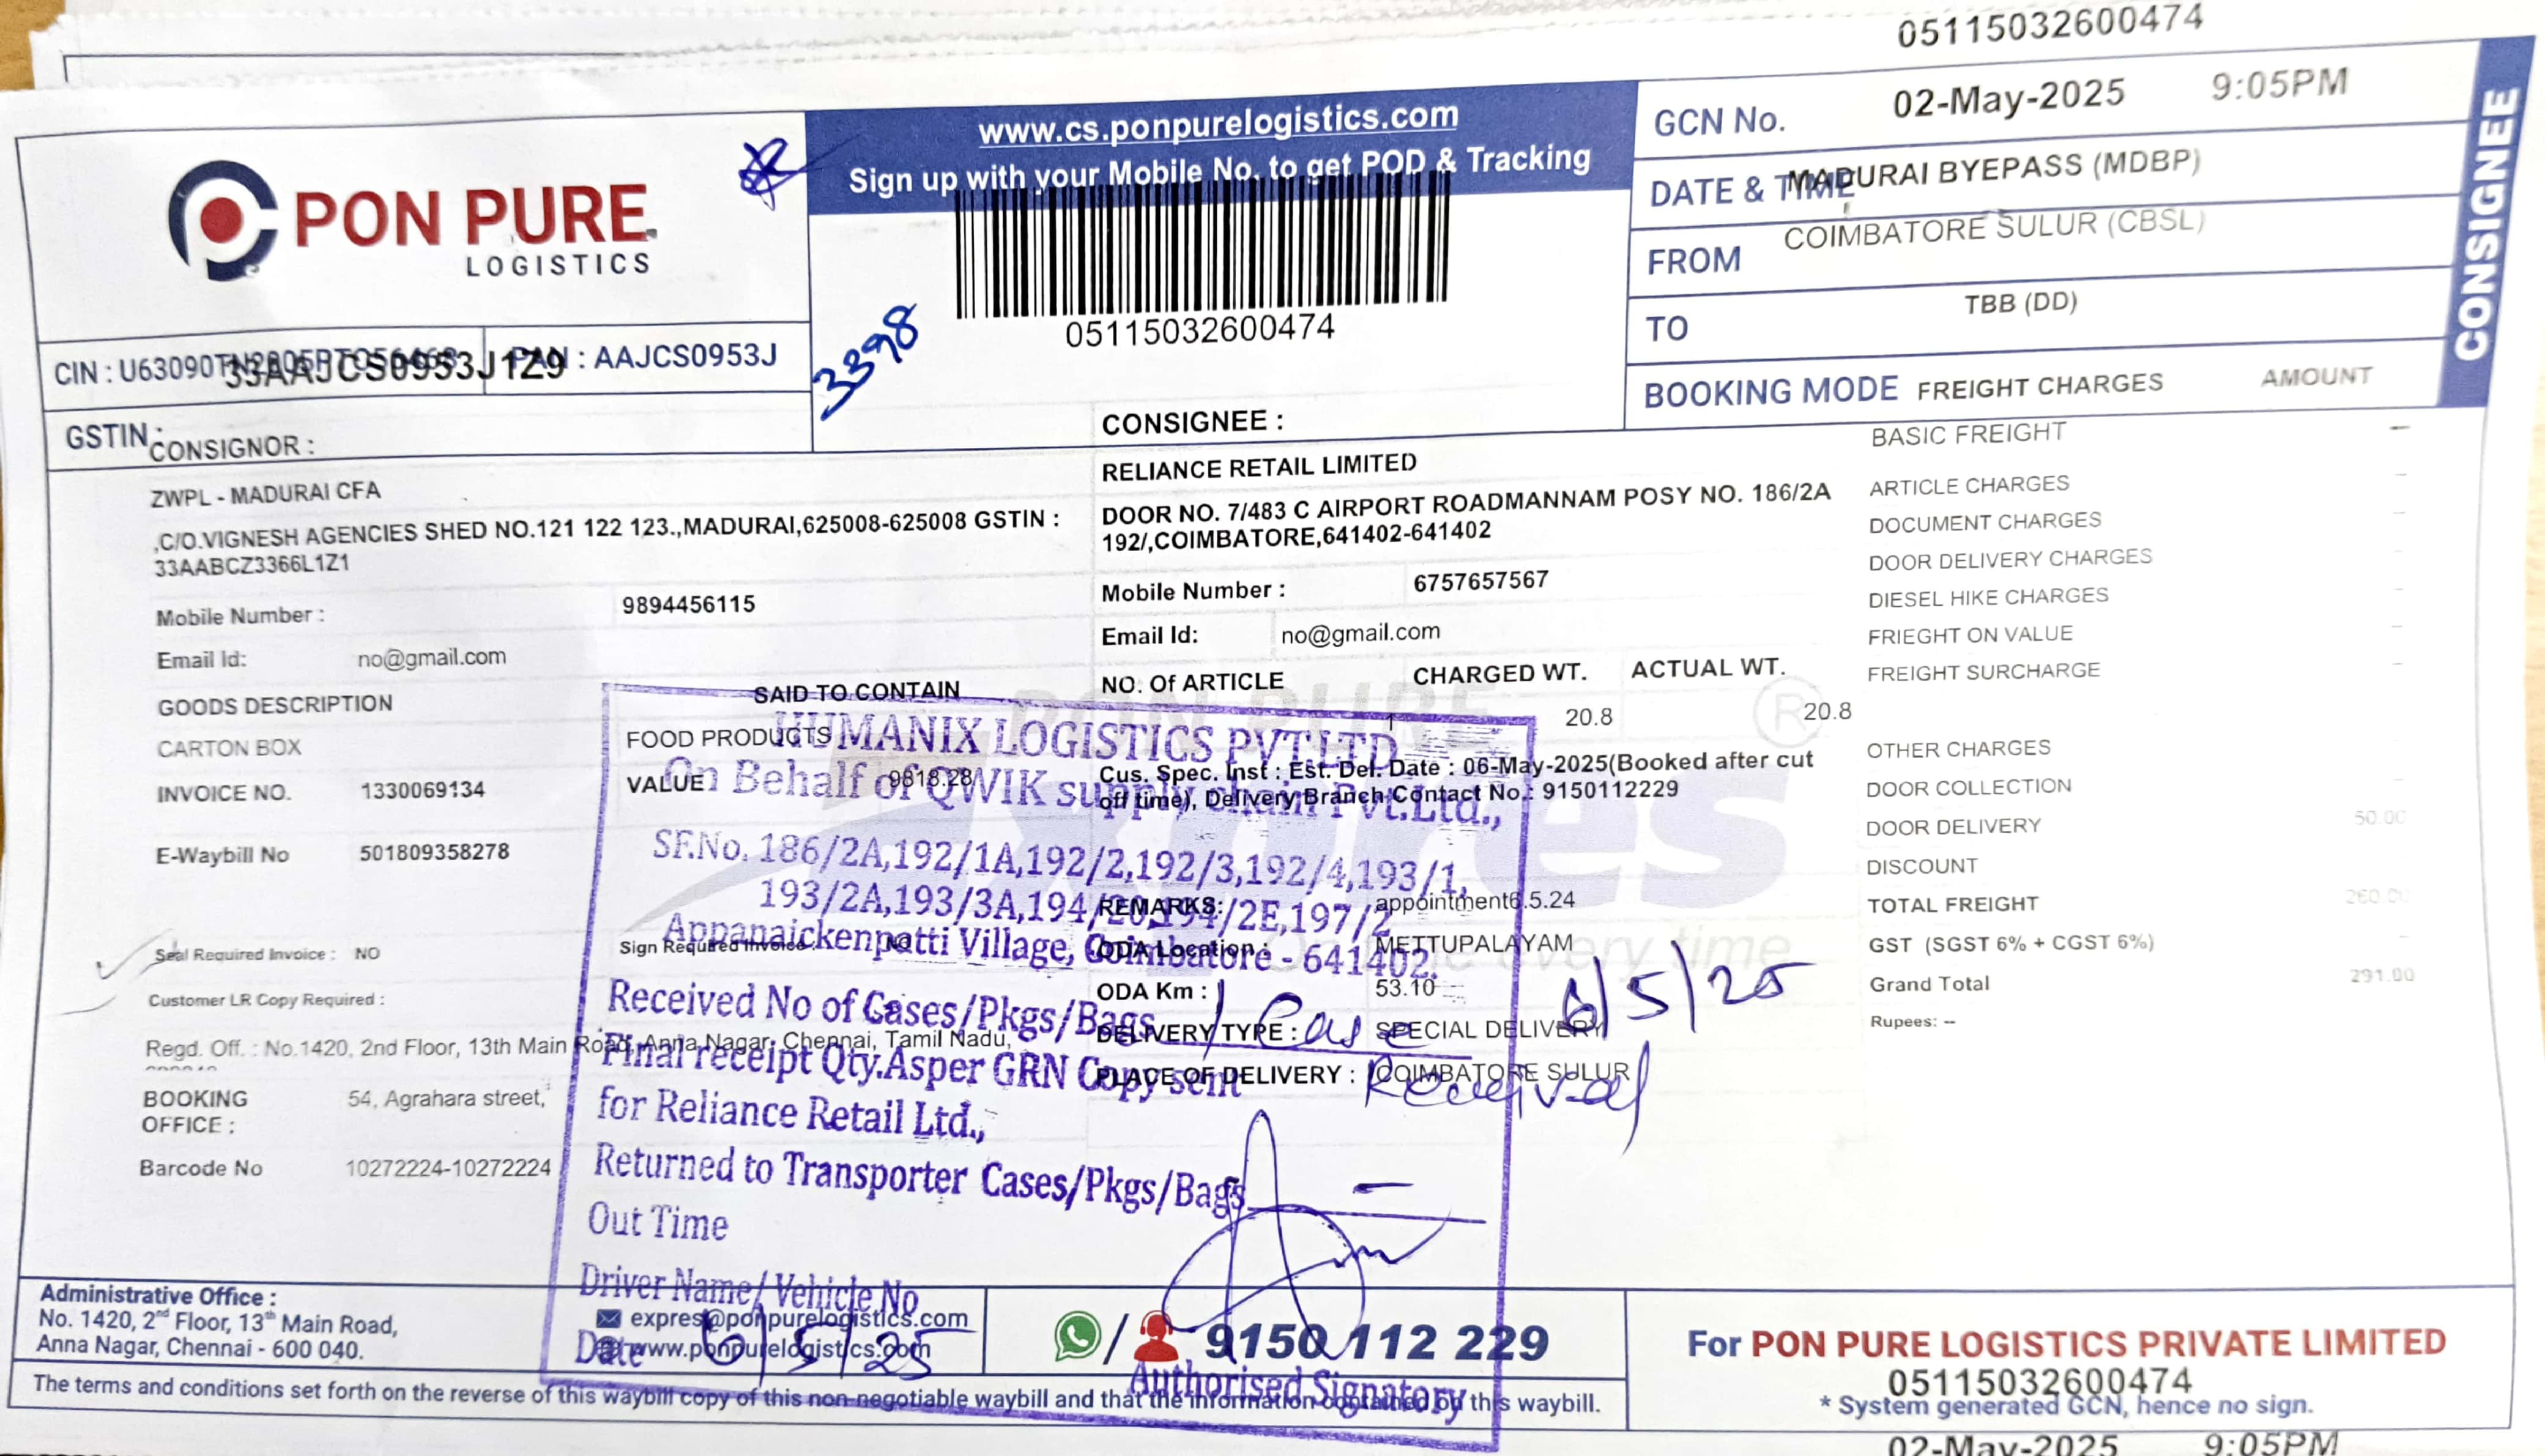 05115032600474
www.cs.ponpurelogistics.com
Sign up with your Mobile No. to get POD & Tracking
GCN No.
02-May-2025 9:05PM
DATE & TIME
MADURAI BYEPASS (MDBP)
FROM
COIMBATORE SULUR (CBSL)
TO
TBB (DD)
BOOKING MODE
FREIGHT CHARGES AMOUNT
CONSIGNEE
PON PURE
LOGISTICS
05115032600474
3398
CIN : PAN : AAJCS0953J
33AAJCS0953J1Z9
GSTIN :
CONSIGNOR :
ZWPL - MADURAI CFA
,C/O.VIGNESH AGENCIES SHED NO.121 122 123.,MADURAI,625008-625008 GSTIN :
33AABCZ3366L1Z1
Mobile Number : 9894456115
Email Id: no@gmail.com
CONSIGNEE :
RELIANCE RETAIL LIMITED
DOOR NO. 7/483 C AIRPORT ROADMANNAM POSY NO. 186/2A
192/,COIMBATORE,641402-641402
Mobile Number : 6757657567
Email Id: no@gmail.com
GOODS DESCRIPTION SAID TO CONTAIN NO. Of ARTICLE CHARGED WT. ACTUAL WT.
CARTON BOX FOOD PRODUCTS 1 20.8 20.8
INVOICE NO. 1330069134 VALUE 9818.28
Cus. Spec. Inst : Est. Del. Date : 06-May-2025(Booked after cut
off time), Delivery Branch Contact No.: 9150112229
E-Waybill No 501809358278
REMARKS: appointment6.5.24
Seal Required Invoice : NO Sign Required Invoice : NO
ODA Location : METTUPALAYAM
Customer LR Copy Required :
ODA Km : 53.10
DELIVERY TYPE : SPECIAL DELIVERY
Regd. Off. : No.1420, 2nd Floor, 13th Main Road, Anna Nagar, Chennai, Tamil Nadu,
PLACE OF DELIVERY : COIMBATORE SULUR
BOOKING OFFICE : 54, Agrahara street,
Barcode No 10272224-10272224
BASIC FREIGHT –
ARTICLE CHARGES –
DOCUMENT CHARGES –
DOOR DELIVERY CHARGES –
DIESEL HIKE CHARGES –
FRIEGHT ON VALUE –
FREIGHT SURCHARGE –
OTHER CHARGES
DOOR COLLECTION –
DOOR DELIVERY 50.00
DISCOUNT
TOTAL FREIGHT 260.00
GST (SGST 6% + CGST 6%) –
Grand Total 291.00
Rupees: --
HUMANIX LOGISTICS PVT.LTD
On Behalf of QWIK supply chain Pvt.Ltd.,
SF.No. 186/2A,192/1A,192/2,192/3,192/4,193/1,
193/2A,193/3A,194/2E,197/2
Appanaickenpatti Village, Coimbatore - 641402.
Received No of Cases/Pkgs/Bags 1 Case
6/5/25
Final receipt Qty.Asper GRN Copy sent
Received
for Reliance Retail Ltd.,
Returned to Transporter Cases/Pkgs/Bags –
Out Time
Driver Name/ Vehicle No
Date 6/5/25
Authorised Signatory
Administrative Office :
No. 1420, 2nd Floor, 13th Main Road,
Anna Nagar, Chennai - 600 040.
expres@ponpurelogistics.com
www.ponpurelogistics.com
9150 112 229
For PON PURE LOGISTICS PRIVATE LIMITED
05115032600474
* System generated GCN, hence no sign.
The terms and conditions set forth on the reverse of this waybill copy of this non-negotiable waybill and that the information contained on this waybill.
02-May-2025 9:05PM